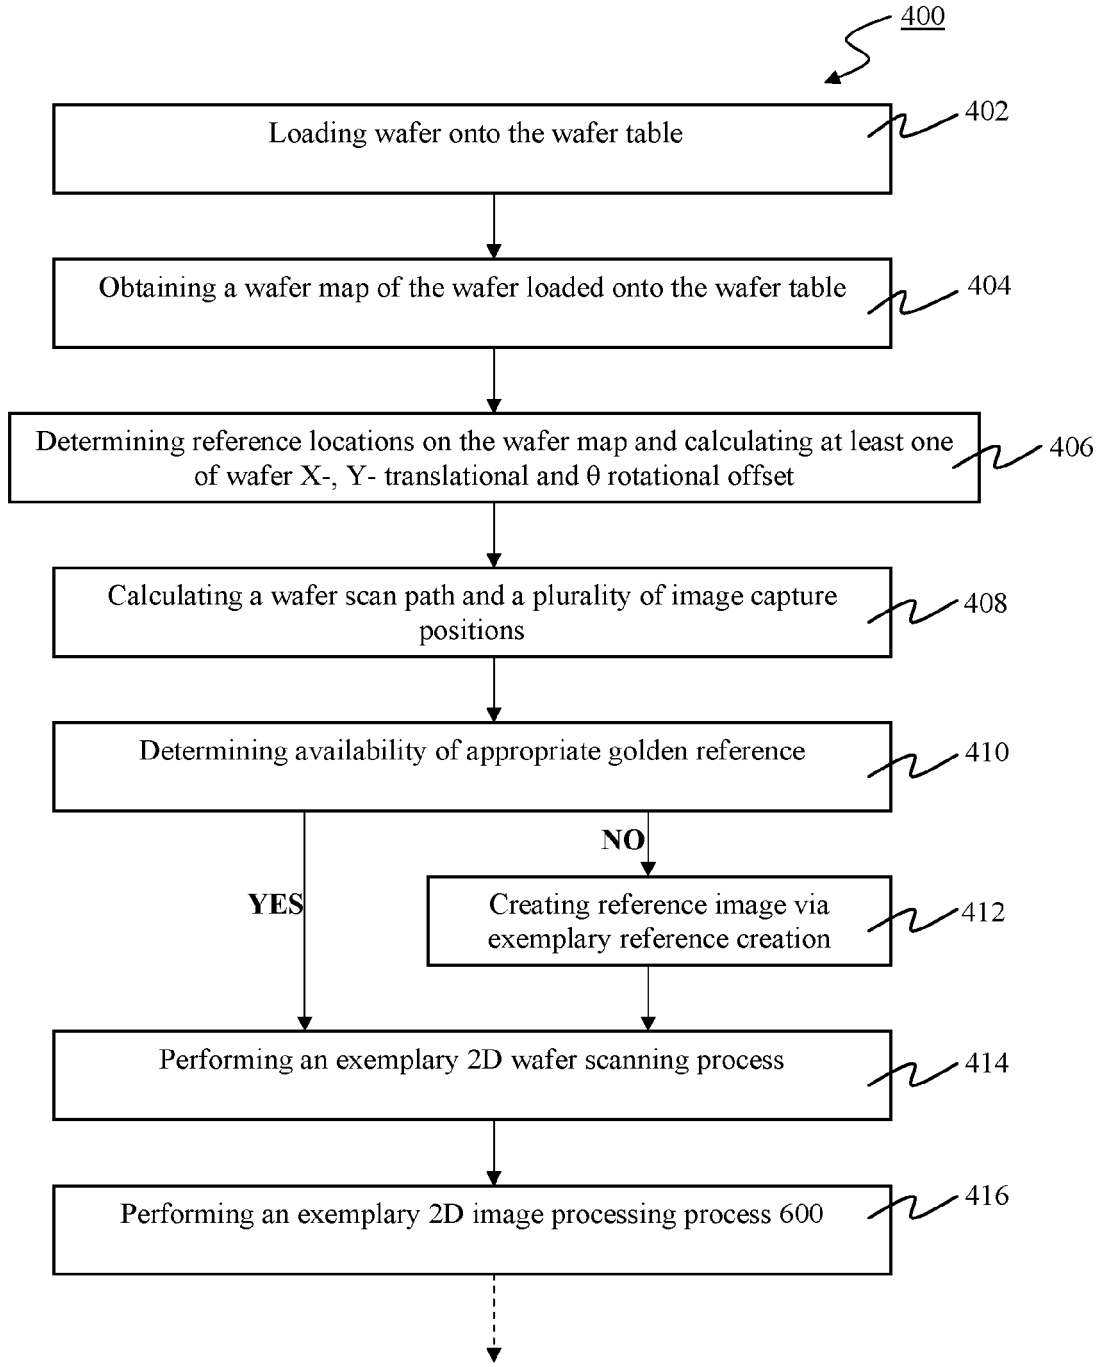 400
Loading wafer onto the wafer table
402
Obtaining a wafer map of the wafer loaded onto the wafer table
404
Determining reference locations on the wafer map and calculating at least one
of wafer X-, Y- translational and θ rotational offset
406
Calculating a wafer scan path and a plurality of image capture
positions
408
Determining availability of appropriate golden reference
410
NO
YES
Creating reference image via
exemplary reference creation
412
Performing an exemplary 2D wafer scanning process
414
Performing an exemplary 2D image processing process 600
416